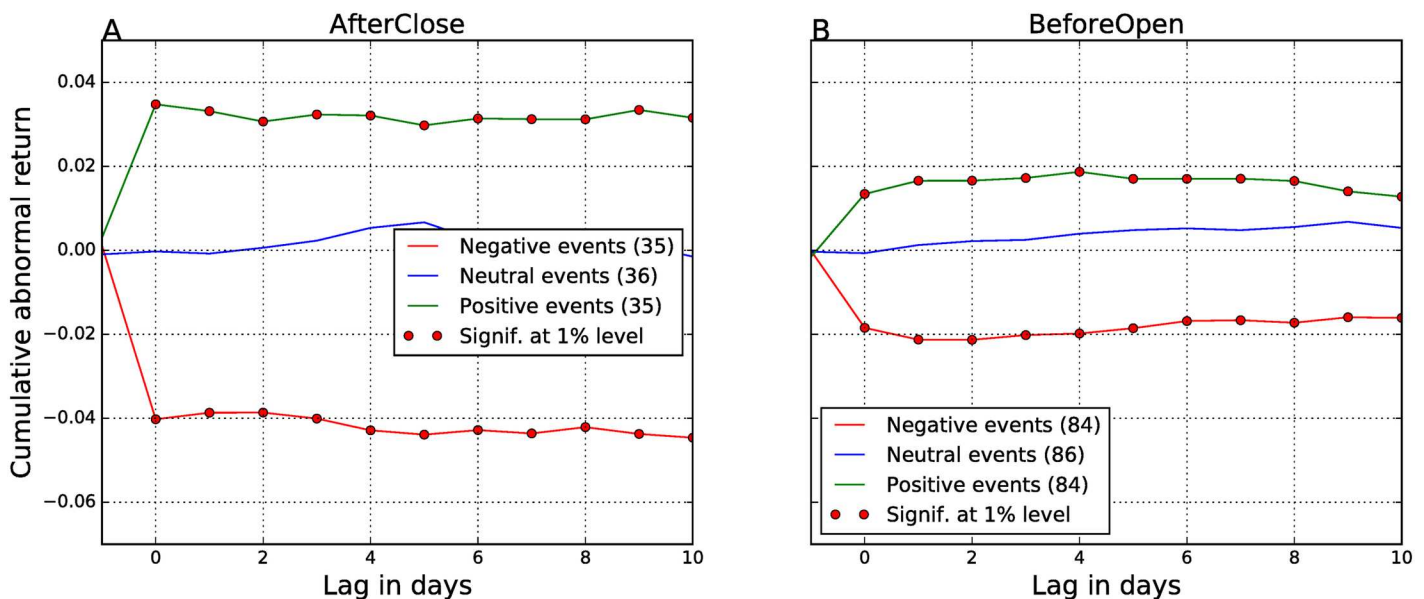 A
AfterClose
Cumulative abnormal return
0.04
0.02
0.00
−0.02
−0.04
−0.06
Negative events (35)
Neutral events (36)
Positive events (35)
Signif. at 1% level
0 2 4 6 8 10
Lag in days
B
BeforeOpen
Negative events (84)
Neutral events (86)
Positive events (84)
Signif. at 1% level
0 2 4 6 8 10
Lag in days